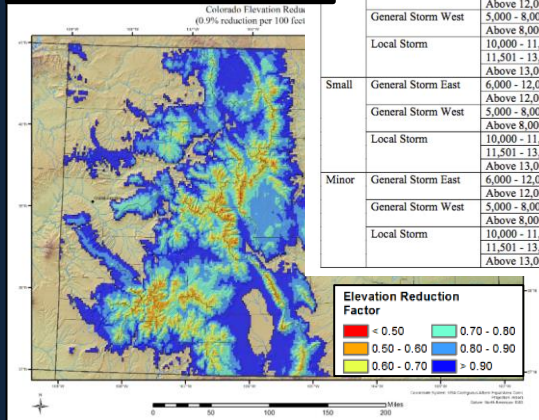 Colorado Elevation Redu
(0.9% reduction per 100 feet
Above 12,0
General Storm West 5,000 - 8,00
Above 8,00
Local Storm 10,000 - 11,
11,501 - 13,
Above 13,0
Small General Storm East 6,000 - 12,0
Above 12,0
General Storm West 5,000 - 8,00
Above 8,00
Local Storm 10,000 - 11,
11,501 - 13,
Above 13,0
Minor General Storm East 6,000 - 12,0
Above 12,0
General Storm West 5,000 - 8,00
Above 8,00
Local Storm 10,000 - 11,
11,501 - 13,
Above 13,0
Elevation Reduction
Factor
< 0.50 0.70 - 0.80
0.50 - 0.60 0.80 - 0.90
0.60 - 0.70 > 0.90
0 50 100 150 200 Miles